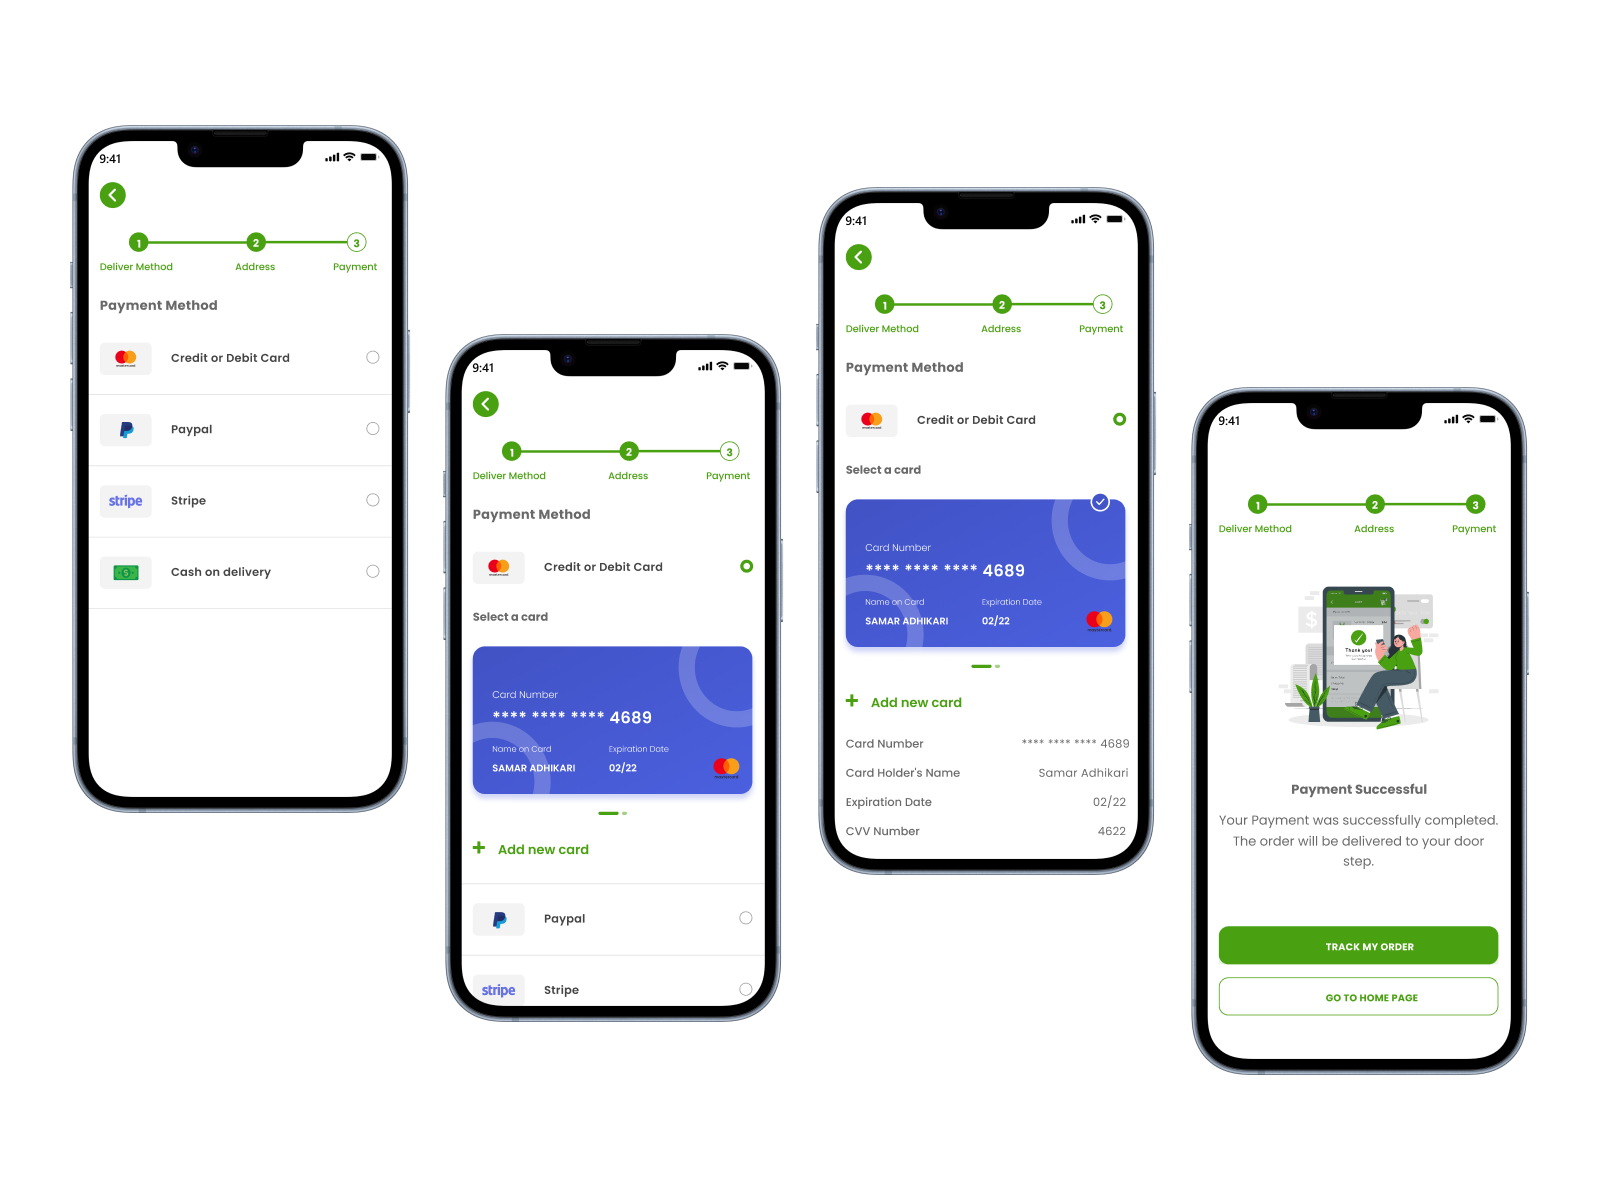 9:41
1 2 3
Deliver Method Address Payment
Payment Method
mastercard Credit or Debit Card
Paypal
stripe Stripe
Cash on delivery
9:41
1 2 3
Deliver Method Address Payment
Payment Method
mastercard Credit or Debit Card
Select a card
Card Number
**** **** **** 4689
Name on Card Expiration Date
SAMAR ADHIKARI 02/22
mastercard
+ Add new card
Paypal
stripe Stripe
9:41
1 2 3
Deliver Method Address Payment
Payment Method
mastercard Credit or Debit Card
Select a card
Card Number
**** **** **** 4689
Name on Card Expiration Date
SAMAR ADHIKARI 02/22
mastercard
+ Add new card
Card Number **** **** **** 4689
Card Holder's Name Samar Adhikari
Expiration Date 02/22
CVV Number 4622
9:41
1 2 3
Deliver Method Address Payment
$
Thank you!
Payment Successful
Your Payment was successfully completed.
The order will be delivered to your door
step.
TRACK MY ORDER
GO TO HOME PAGE